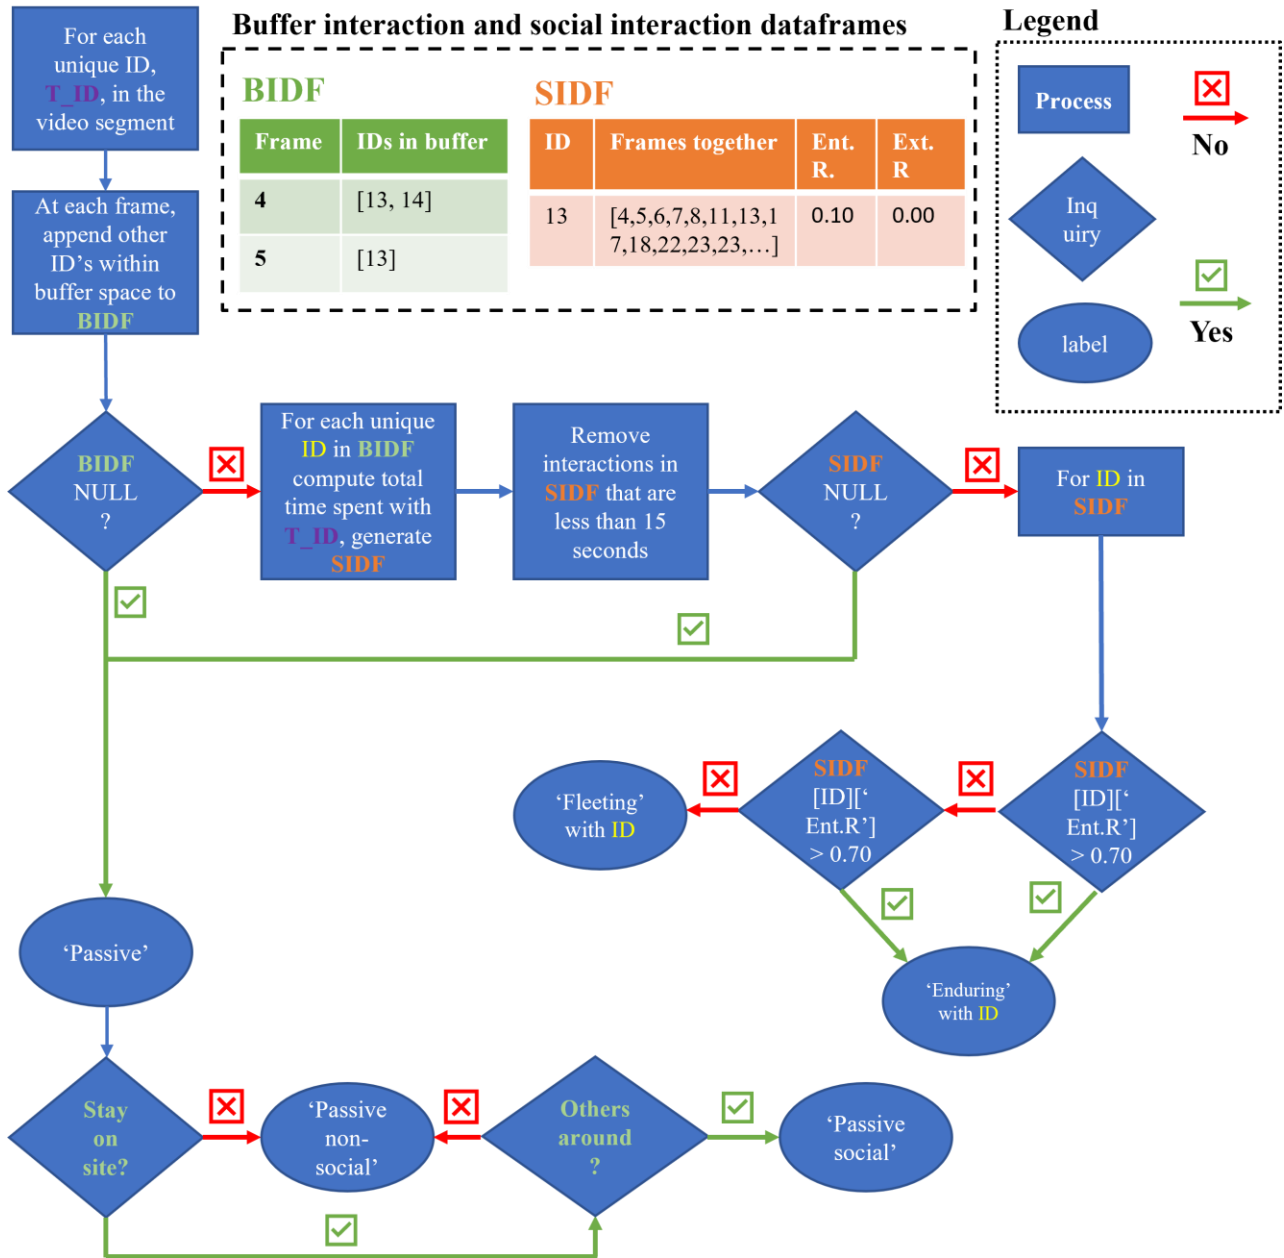 For each
unique ID,
T_ID, in the
video segment
At each frame,
append other
ID's within
buffer space to
BIDF
Buffer interaction and social interaction dataframes
BIDF
Frame IDs in buffer
4 [13, 14]
5 [13]
SIDF
ID Frames together Ent. Ext.
R. R
13 [4,5,6,7,8,11,13,1 0.10 0.00
7,18,22,23,23,…]
Legend
Process
No
Inq
uiry
Yes
label
BIDF
NULL
?
For each unique
ID in BIDF
compute total
time spent with
T_ID, generate
SIDF
Remove
interactions in
SIDF that are
less than 15
seconds
SIDF
NULL
?
For ID in
SIDF
SIDF
[ID]['
Ent.R']
> 0.70
SIDF
[ID]['
Ent.R']
> 0.70
'Fleeting'
with ID
'Enduring'
with ID
'Passive'
Stay
on
site?
'Passive
non-
social'
Others
around
?
'Passive
social'